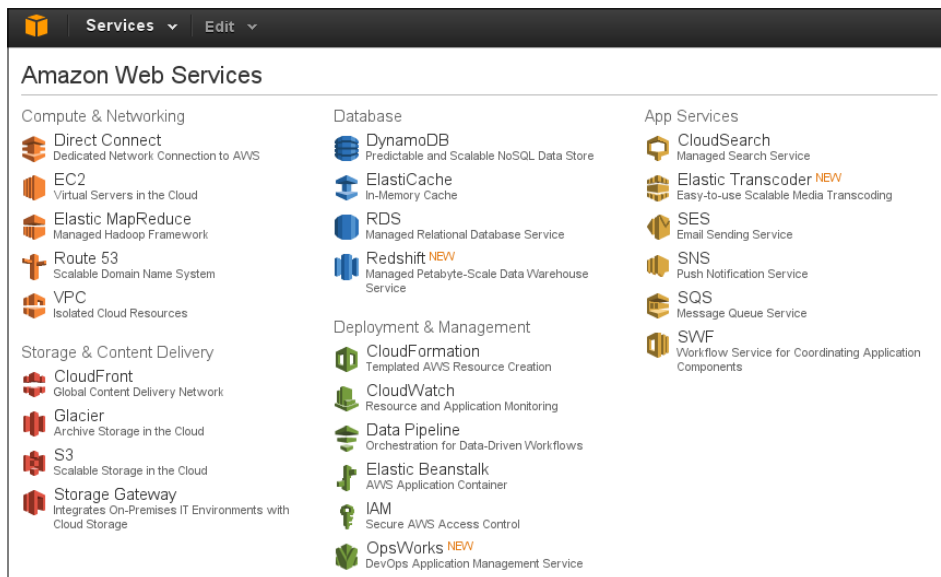 Services
Edit
Amazon Web Services
Compute & Networking
Direct Connect
Dedicated Network Connection to AWS
EC2
Virtual Servers in the Cloud
Elastic MapReduce
Managed Hadoop Framework
Route 53
Scalable Domain Name System
VPC
Isolated Cloud Resources
Storage & Content Delivery
CloudFront
Global Content Delivery Network
Glacier
Archive Storage in the Cloud
S3
Scalable Storage in the Cloud
Storage Gateway
Integrates On-Premises IT Environments with
Cloud Storage
Database
DynamoDB
Predictable and Scalable NoSQL Data Store
ElastiCache
In-Memory Cache
RDS
Managed Relational Database Service
Redshift NEW
Managed Petabyte-Scale Data Warehouse
Service
Deployment & Management
CloudFormation
Templated AWS Resource Creation
CloudWatch
Resource and Application Monitoring
Data Pipeline
Orchestration for Data-Driven Workflows
Elastic Beanstalk
AWS Application Container
IAM
Secure AWS Access Control
OpsWorks NEW
DevOps Application Management Service
App Services
CloudSearch
Managed Search Service
Elastic Transcoder NEW
Easy-to-use Scalable Media Transcoding
SES
Email Sending Service
SNS
Push Notification Service
SQS
Message Queue Service
SWF
Workflow Service for Coordinating Application
Components